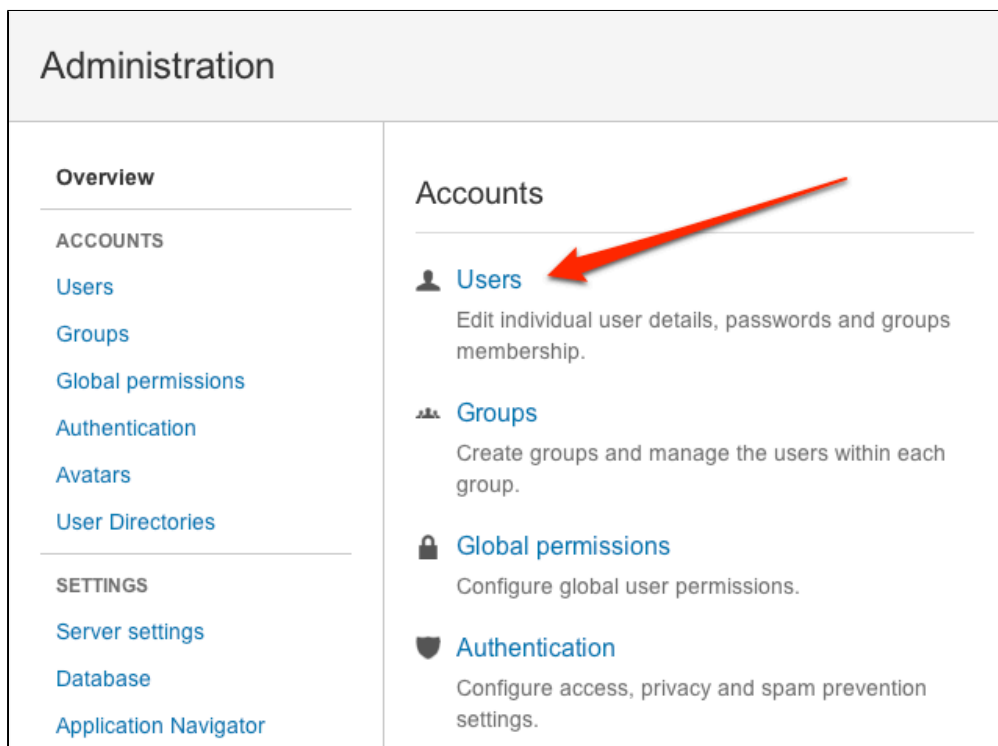 Administration
Overview
ACCOUNTS
Users
Groups
Global permissions
Authentication
Avatars
User Directories
SETTINGS
Server settings
Database
Application Navigator
Accounts
Users
Edit individual user details, passwords and groups
membership.
Groups
Create groups and manage the users within each
group.
Global permissions
Configure global user permissions.
Authentication
Configure access, privacy and spam prevention
settings.